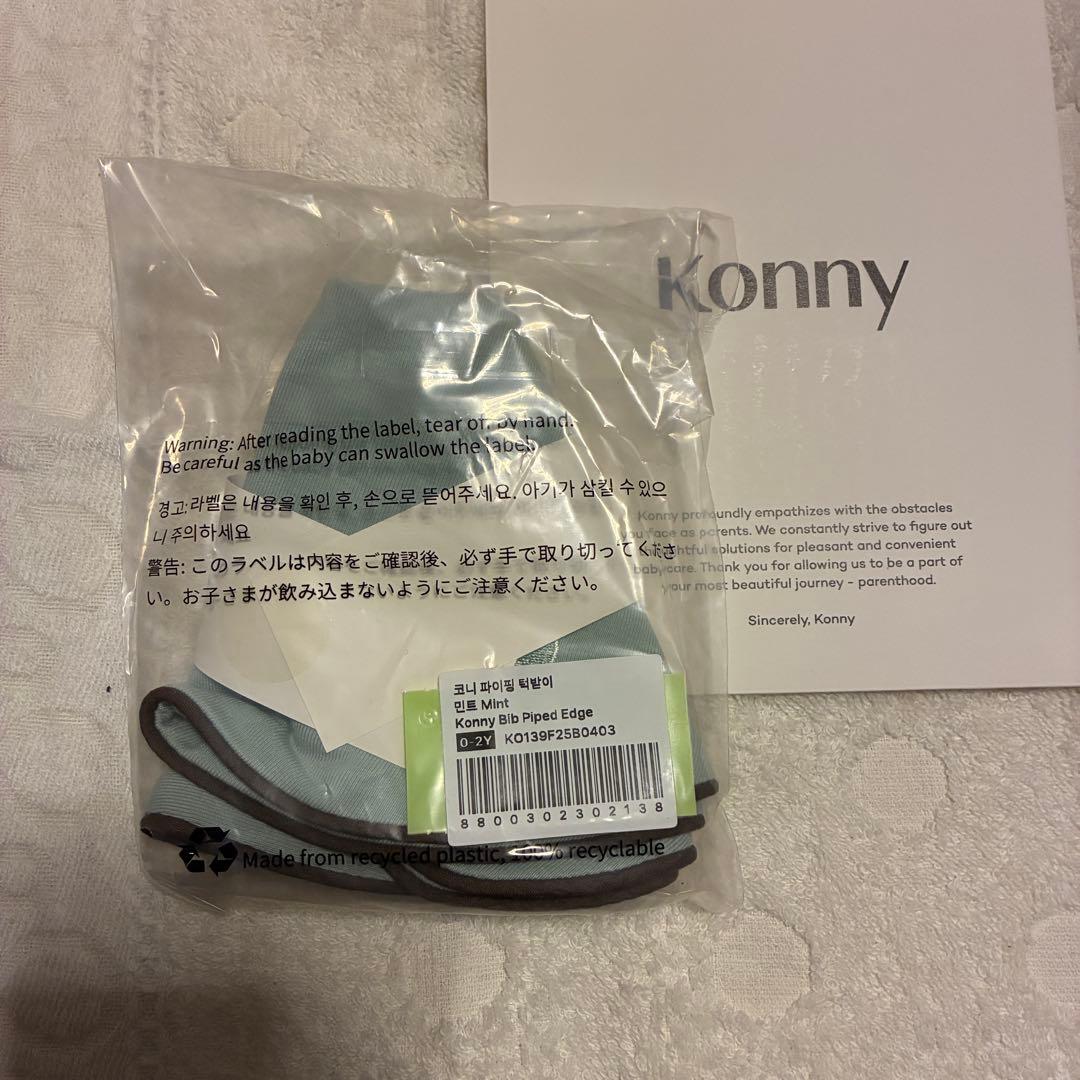 Konny
Warning: After reading the label, tear off by hand.
Be careful as the baby can swallow the label.
경고: 라벨은 내용을 확인 후, 손으로 뜯어주세요. 아기가 삼킬 수 있으
니 주의하세요
警告: このラベルは内容をご確認後、必ず手で取り切ってくださ
い。お子さまが飲み込まないようにご注意ください。
Konny profoundly empathizes with the obstacles
you face as parents. We constantly strive to figure out
solutions for pleasant and convenient
babycare. Thank you for allowing us to be a part of
your most beautiful journey - parenthood.
Sincerely, Konny
코니 파이핑 턱받이
민트 Mint
Konny Bib Piped Edge
0-2Y KO139F25B0403
8800302302138
Made from recycled plastic, 100% recyclable